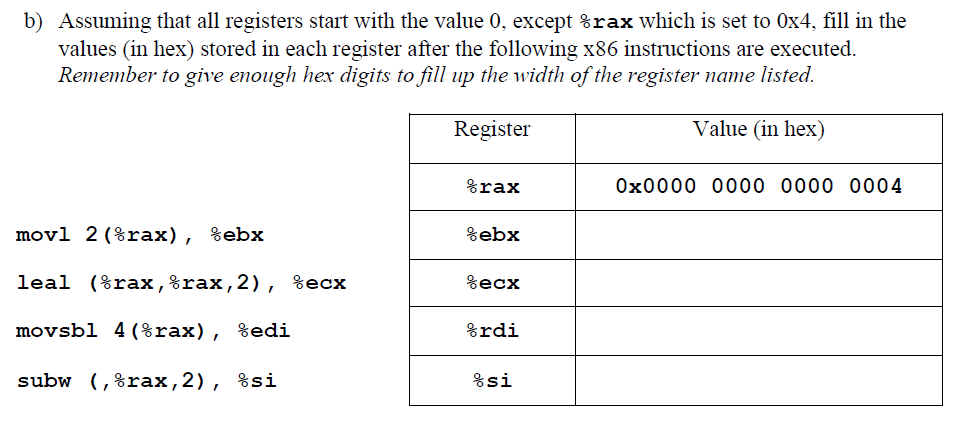 b) Assuming that all registers start with the value 0, except %rax which is set to 0x4, fill in the
values (in hex) stored in each register after the following x86 instructions are executed.
Remember to give enough hex digits to fill up the width of the register name listed.
Register Value (in hex)
%rax 0x0000 0000 0000 0004
movl 2(%rax), %ebx %ebx
leal (%rax,%rax,2), %ecx %ecx
movsbl 4(%rax), %edi %rdi
subw (,%rax,2), %si %si